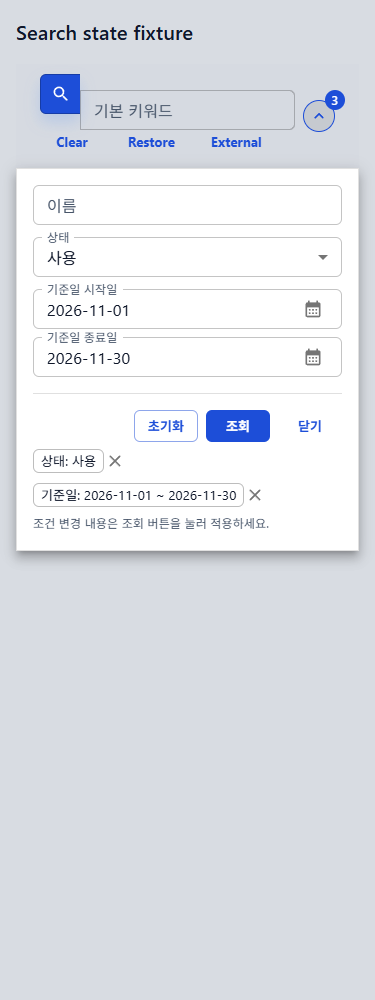 Search state fixture
기본 키워드
3
Clear Restore External
이름
상태
사용
기준일 시작일
2026-11-01
기준일 종료일
2026-11-30
초기화 조회 닫기
상태: 사용
기준일: 2026-11-01 ~ 2026-11-30
조건 변경 내용은 조회 버튼을 눌러 적용하세요.